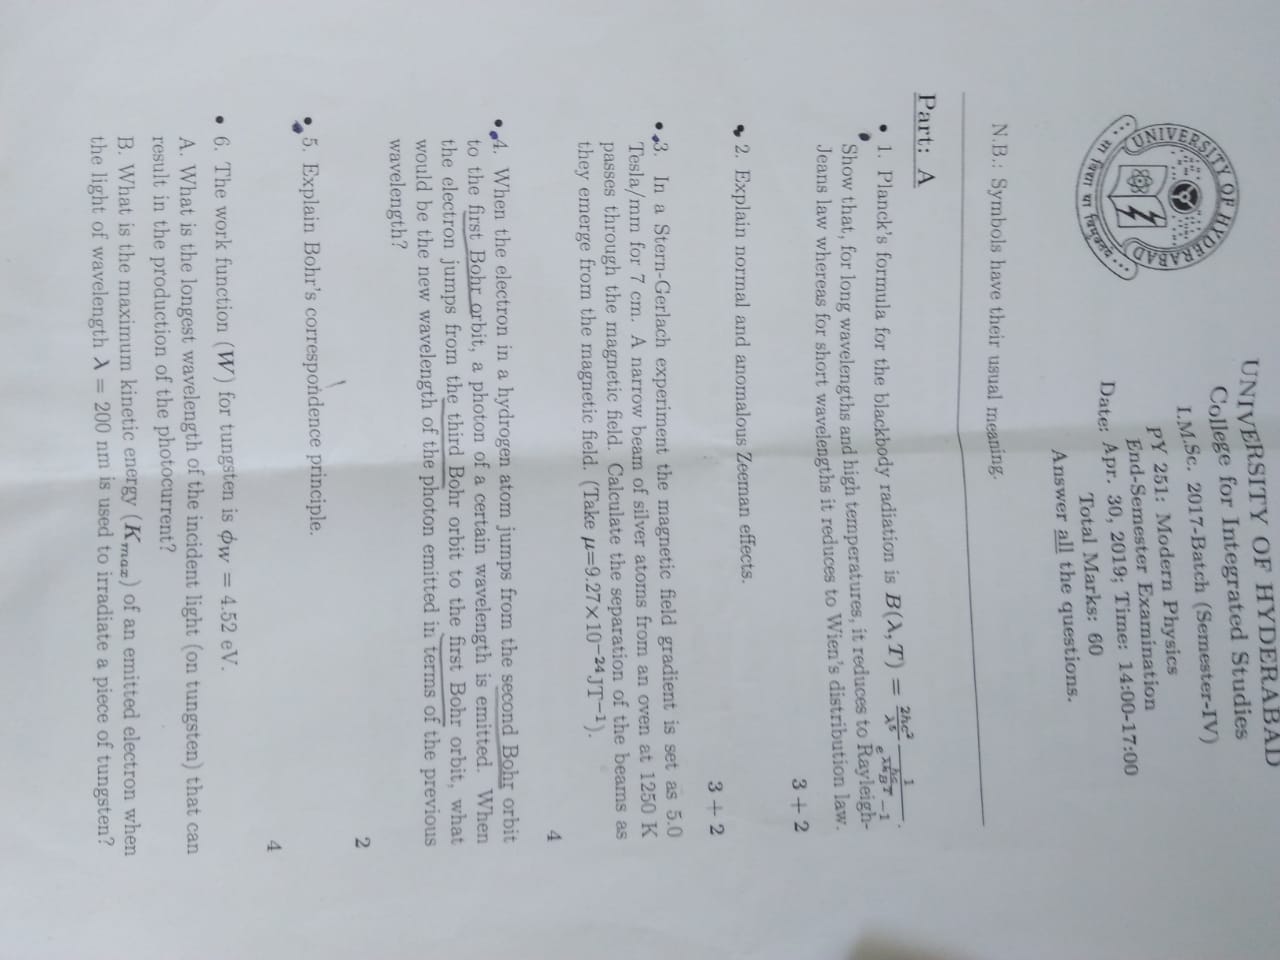 UNIVERSITY OF HYDERABAD
सा विद्या या विमुक्तये
UNIVERSITY OF HYDERABAD
College for Integrated Studies
I.M.Sc. 2017-Batch (Semester-IV)
PY 251: Modern Physics
End-Semester Examination
Date: Apr. 30, 2019; Time: 14:00-17:00
Total Marks: 60
Answer all the questions.
N.B.: Symbols have their usual meaning.
Part: A
• 1. Planck's formula for the blackbody radiation is B(λ, T) = \frac{2hc^2}{λ^5} \frac{1}{e^{\frac{hc}{λk_BT}}-1}.
Show that, for long wavelengths and high temperatures, it reduces to Rayleigh-
Jeans law whereas for short wavelengths it reduces to Wien's distribution law.
3 + 2
• 2. Explain normal and anomalous Zeeman effects.
3 + 2
• 3. In a Stern-Gerlach experiment the magnetic field gradient is set as 5.0
Tesla/mm for 7 cm. A narrow beam of silver atoms from an oven at 1250 K
passes through the magnetic field. Calculate the separation of the beams as
they emerge from the magnetic field. (Take μ=9.27×10⁻²⁴JT⁻¹).
4
• 4. When the electron in a hydrogen atom jumps from the second Bohr orbit
to the first Bohr orbit, a photon of a certain wavelength is emitted. When
the electron jumps from the third Bohr orbit to the first Bohr orbit, what
would be the new wavelength of the photon emitted in terms of the previous
wavelength?
2
• 5. Explain Bohr's correspondence principle.
4
• 6. The work function (W) for tungsten is ϕ_W = 4.52 eV.
A. What is the longest wavelength of the incident light (on tungsten) that can
result in the production of the photocurrent?
B. What is the maximum kinetic energy (K_max) of an emitted electron when
the light of wavelength λ = 200 nm is used to irradiate a piece of tungsten?